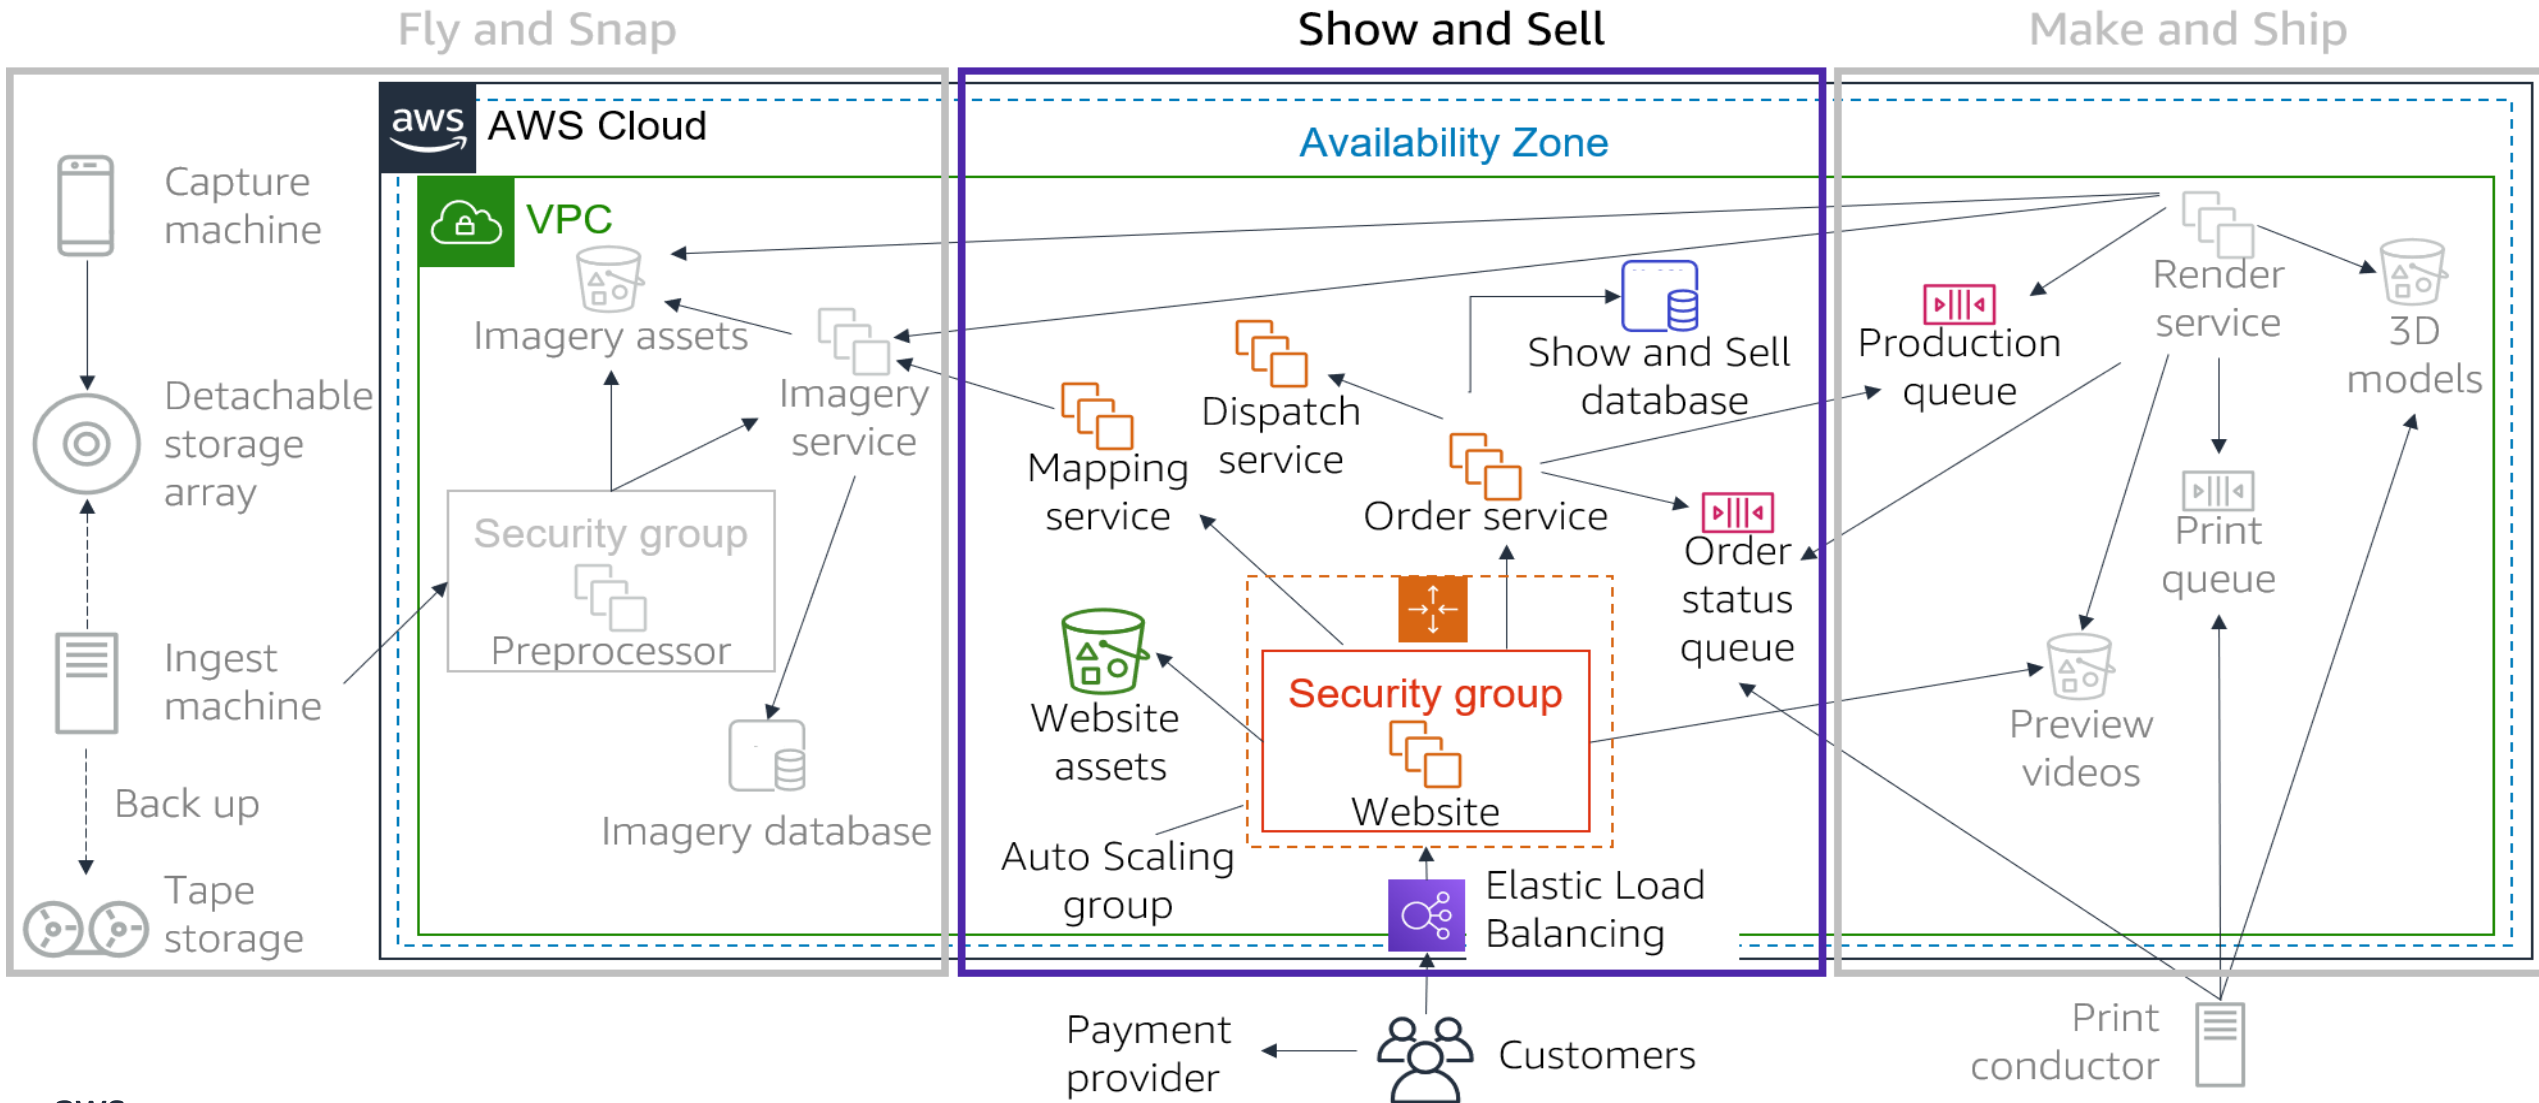 Fly and Snap
Show and Sell
Make and Ship
aws
AWS Cloud
Availability Zone
VPC
Capture
machine
Detachable
storage
array
Ingest
machine
Back up
Tape
storage
Imagery assets
Imagery
service
Security group
Preprocessor
Imagery database
Mapping
service
Dispatch
service
Show and Sell
database
Order service
Order
status
queue
Website
assets
Security group
Website
Auto Scaling
group
Elastic Load
Balancing
Production
queue
Render
service
3D
models
Print
queue
Preview
videos
Payment
provider
Customers
Print
conductor
aws